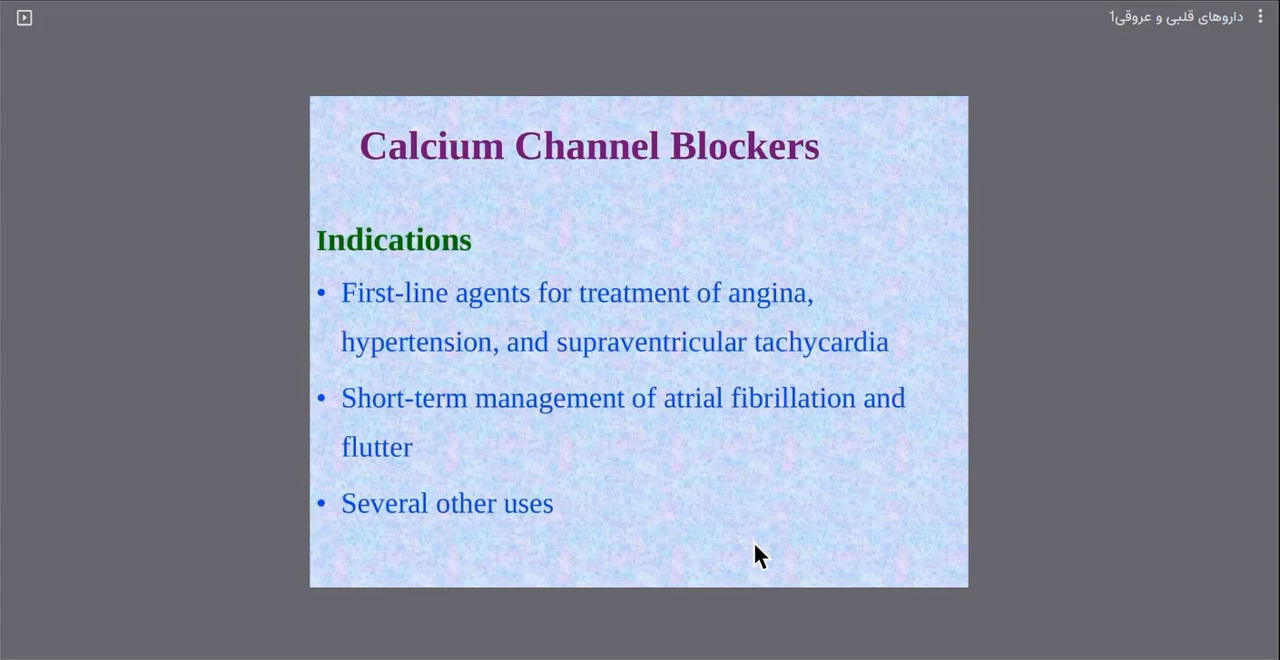 داروهای قلبی و عروقی1
Calcium Channel Blockers
Indications
• First-line agents for treatment of angina,
hypertension, and supraventricular tachycardia
• Short-term management of atrial fibrillation and
flutter
• Several other uses